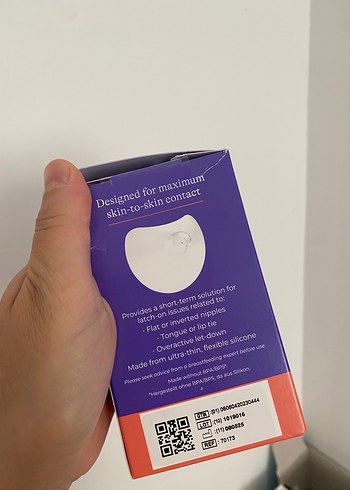 Designed for maximum
skin-to-skin contact
Provides a short-term solution for
latch-on issues related to:
· Flat or inverted nipples
· Tongue or lip tie
· Overactive let-down
Made from ultra-thin, flexible silicone
Please seek advice from a breastfeeding expert before use
Made without BPA/BPS*
*Hergestellt ohne BPA/BPS, da aus Silikon.
(01) 06080420230444
LOT : (10) 1019016
: (11) 080525
REF : 70173